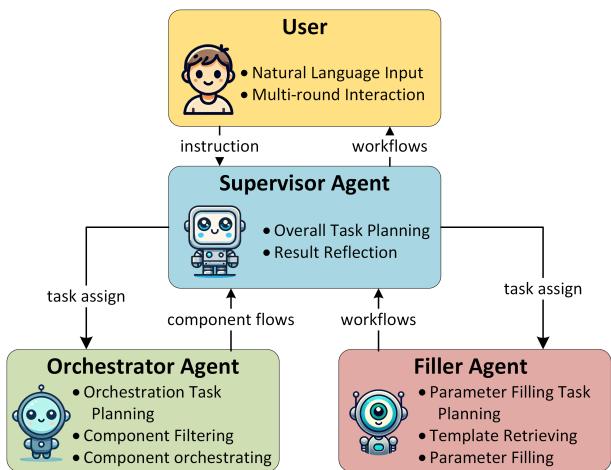 User
• Natural Language Input
• Multi-round Interaction
instruction
workflows
Supervisor Agent
• Overall Task Planning
• Result Reflection
task assign
task assign
component flows
workflows
Orchestrator Agent
• Orchestration Task
Planning
• Component Filtering
• Component orchestrating
Filler Agent
• Parameter Filling Task
Planning
• Template Retrieving
• Parameter Filling